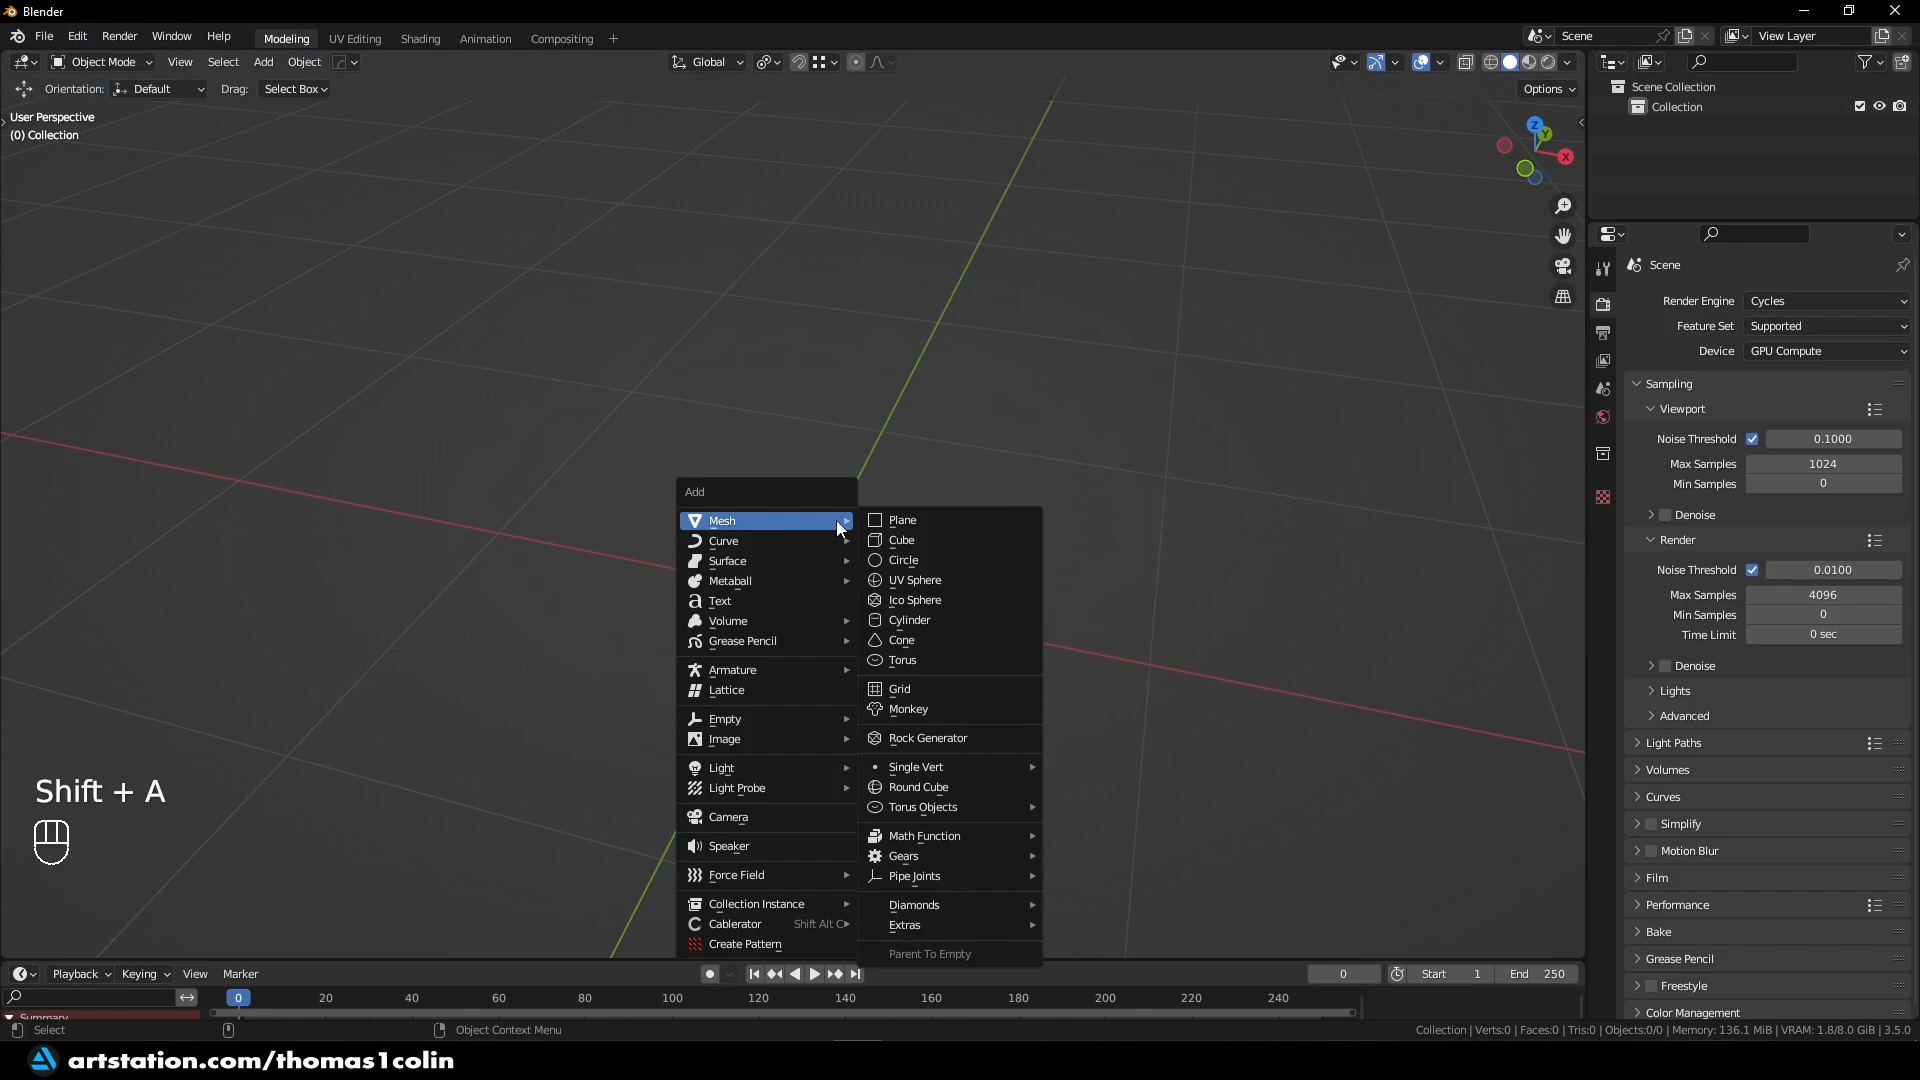 Blender
File Edit Render Window Help
Modeling UV Editing Shading Animation Compositing +
Scene
View Layer
Object Mode View Select Add Object
Global
Orientation: Default Drag: Select Box
Options
User Perspective
(0) Collection
Z
Y
X
Scene Collection
Collection
Scene
Render Engine Cycles
Feature Set Supported
Device GPU Compute
Sampling
Viewport
Noise Threshold 0.1000
Max Samples 1024
Min Samples 0
Denoise
Render
Noise Threshold 0.0100
Max Samples 4096
Min Samples 0
Time Limit 0 sec
Denoise
Lights
Advanced
Light Paths
Volumes
Curves
Simplify
Motion Blur
Film
Performance
Bake
Grease Pencil
Freestyle
Color Management
Add
Mesh
Curve
Surface
Metaball
Text
Volume
Grease Pencil
Armature
Lattice
Empty
Image
Light
Light Probe
Camera
Speaker
Force Field
Collection Instance
Cablerator Shift Alt C
Create Pattern
Plane
Cube
Circle
UV Sphere
Ico Sphere
Cylinder
Cone
Torus
Grid
Monkey
Rock Generator
Single Vert
Round Cube
Torus Objects
Math Function
Gears
Pipe Joints
Diamonds
Extras
Parent To Empty
Shift + A
Playback Keying View Marker
0 Start 1 End 250
0 20 40 60 80 100 120 140 160 180 200 220 240
Summary
Select
Object Context Menu
Collection | Verts:0 | Faces:0 | Tris:0 | Objects:0/0 | Memory: 136.1 MiB | VRAM: 1.8/8.0 GiB | 3.5.0
artstation.com/thomas1colin